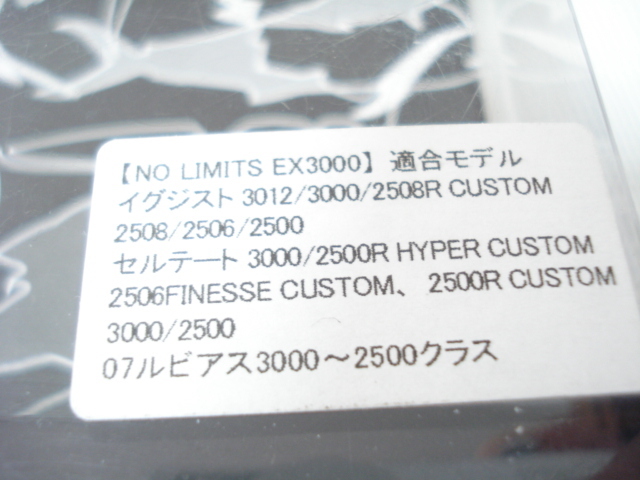 【NO LIMITS EX3000】適合モデル
イグジスト 3012/3000/2508R CUSTOM
2508/2506/2500
セルテート 3000/2500R HYPER CUSTOM
2506FINESSE CUSTOM、 2500R CUSTOM
3000/2500
07ルビアス3000～2500クラス